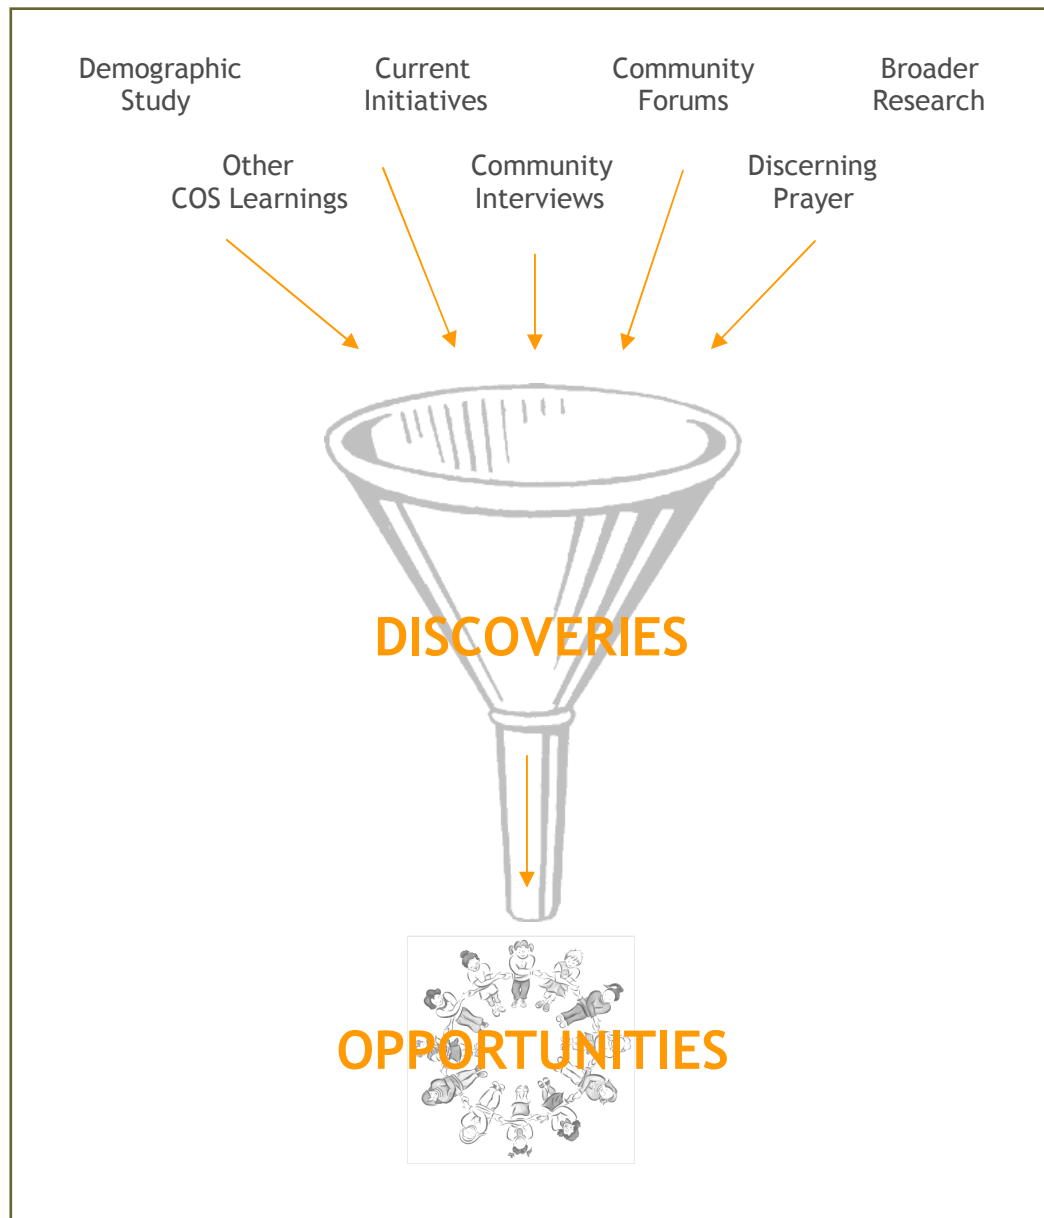 Demographic
Study
Current
Initiatives
Community
Forums
Broader
Research
Other
COS Learnings
Community
Interviews
Discerning
Prayer
DISCOVERIES
OPPORTUNITIES